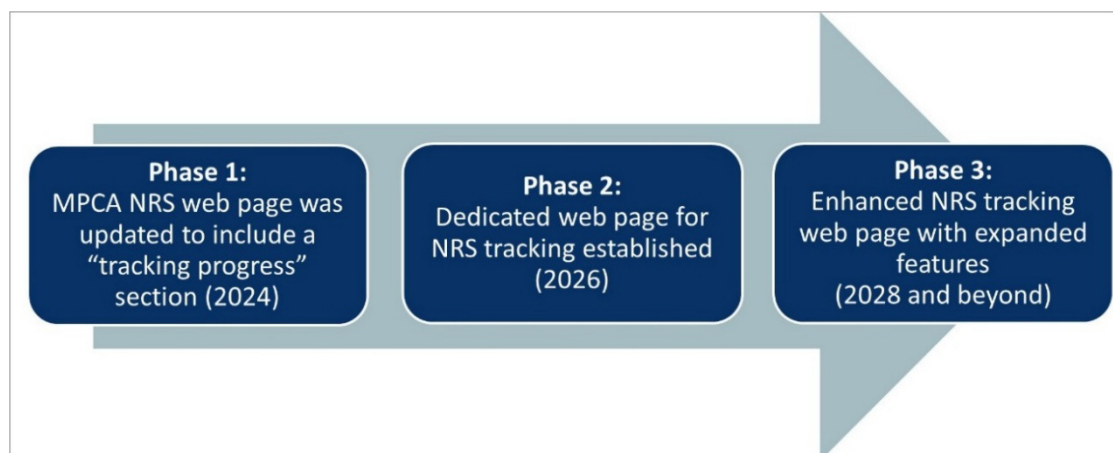 Phase 1:
MPCA NRS web page was
updated to include a
“tracking progress”
section (2024)
Phase 2:
Dedicated web page for
NRS tracking established
(2026)
Phase 3:
Enhanced NRS tracking
web page with expanded
features
(2028 and beyond)